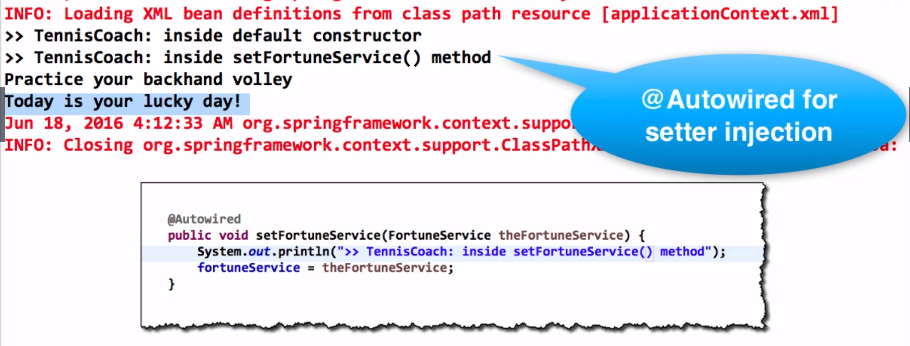 INFO: Loading XML bean definitions from class path resource [applicationContext.xml]
>> TennisCoach: inside default constructor
>> TennisCoach: inside setFortuneService() method
Practice your backhand volley
Today is your lucky day!
Jun 18, 2016 4:12:33 AM org.springframework.context.suppo
INFO: Closing org.springframework.context.support.ClassPathX
@Autowired for
setter injection
@Autowired
public void setFortuneService(FortuneService theFortuneService) {
System.out.println(">> TennisCoach: inside setFortuneService() method");
fortuneService = theFortuneService;
}